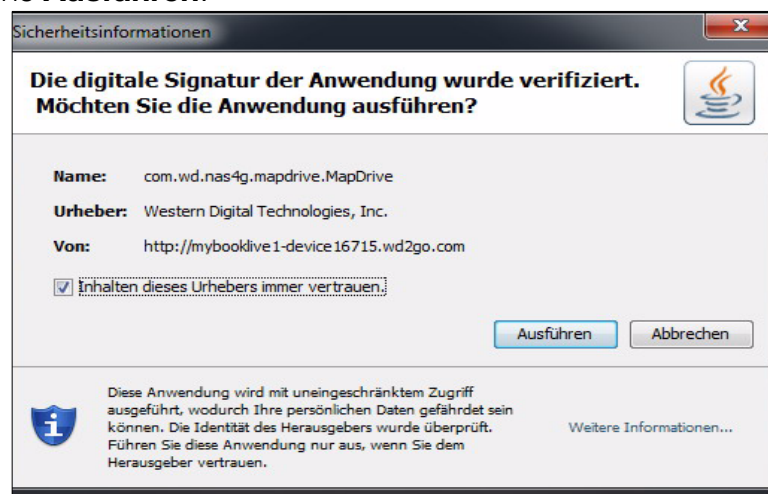 Ausführen.
Sicherheitsinformationen
Die digitale Signatur der Anwendung wurde verifiziert.
Möchten Sie die Anwendung ausführen?
Name: com.wd.nas4g.mapdrive.MapDrive
Urheber: Western Digital Technologies, Inc.
Von: http://mybooklive1-device16715.wd2go.com
Inhalten dieses Urhebers immer vertrauen.
Ausführen Abbrechen
Diese Anwendung wird mit uneingeschränktem Zugriff
ausgeführt, wodurch Ihre persönlichen Daten gefährdet sein
können. Die Identität des Herausgebers wurde überprüft.
Führen Sie diese Anwendung nur aus, wenn Sie dem
Herausgeber vertrauen.
Weitere Informationen...